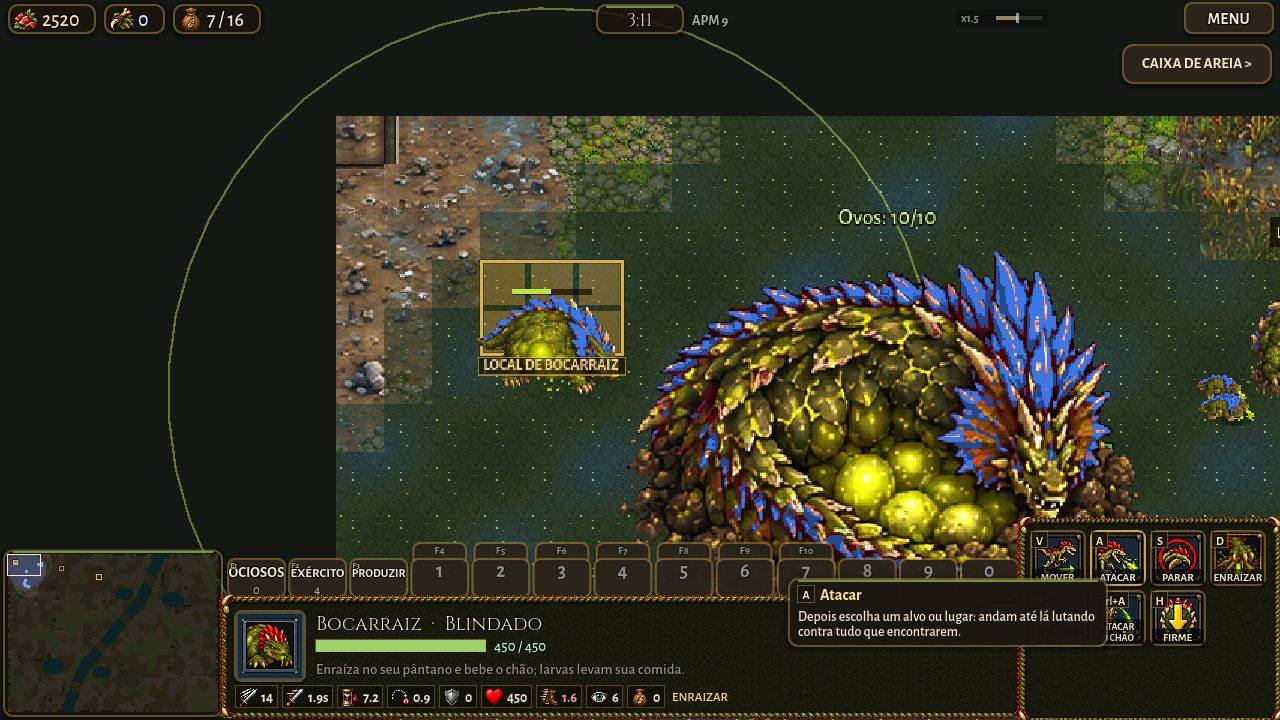 2520
0
7 / 16
3:11
APM 9
x1.5
MENU
CAIXA DE AREIA >
Ovos: 10/10
LOCAL DE BOCARRAIZ
F4
F5
F6
F7
F8
F9
F10
OCIOSOS
0
EXÉRCITO
4
PRODUZIR
1
2
3
4
5
6
7
8
9
0
V
MOVER
A
ATACAR
S
PARAR
D
ENRAIZAR
H
FIRME
rl+A
TACAR
CHÃO
A Atacar
Depois escolha um alvo ou lugar: andam até lá lutando
contra tudo que encontrarem.
Bocarraiz · Blindado
450 / 450
Enraíza no seu pântano e bebe o chão; larvas levam sua comida.
14
1.9s
7.2
0.9
0
450
1.6
6
0
ENRAIZAR